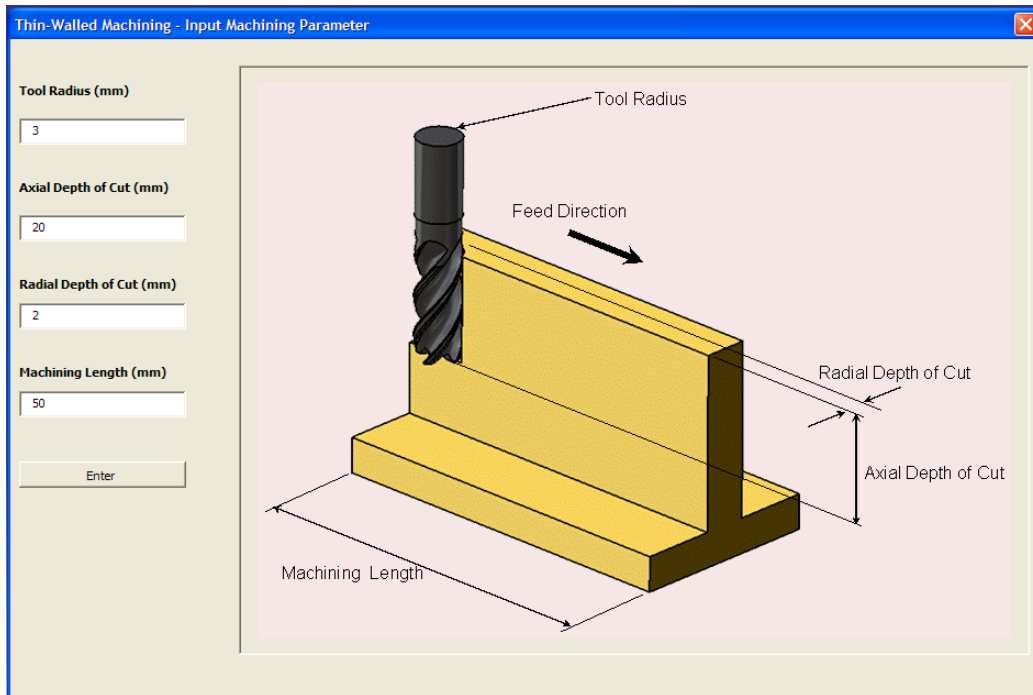 Thin-Walled Machining - Input Machining Parameter
Tool Radius (mm)
3
Axial Depth of Cut (mm)
20
Radial Depth of Cut (mm)
2
Machining Length (mm)
50
Enter
Tool Radius
Feed Direction
Radial Depth of Cut
Axial Depth of Cut
Machining Length